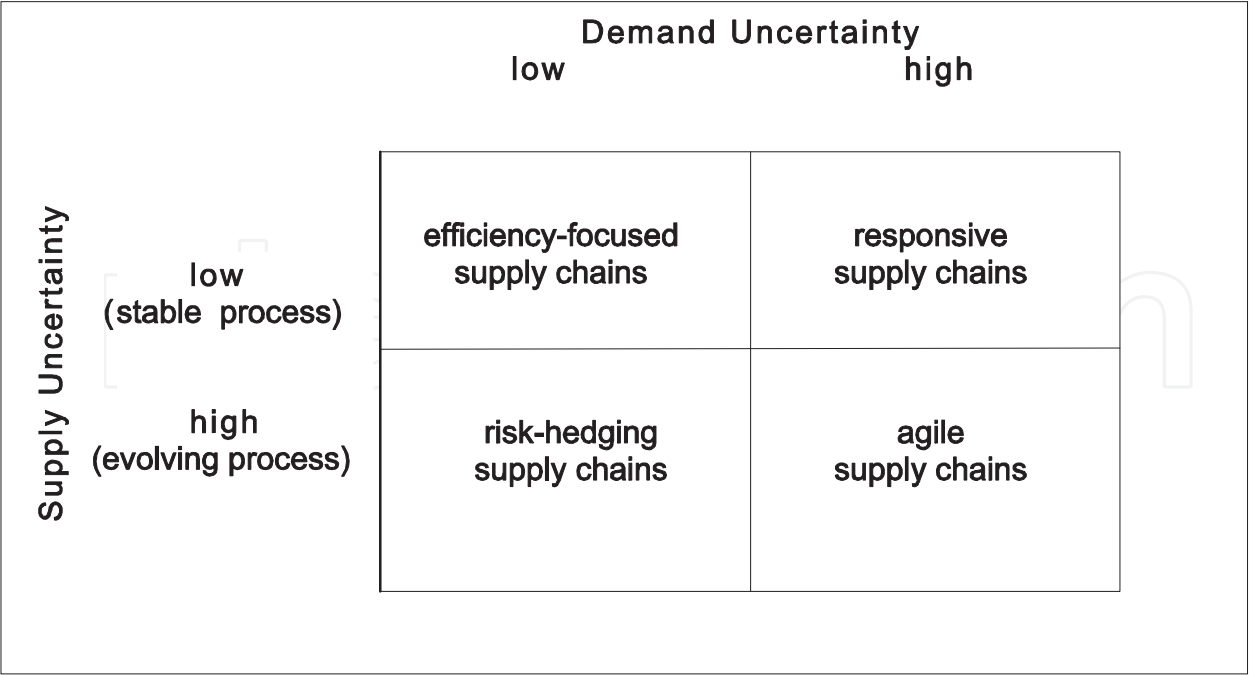 Demand Uncertainty
low high
efficiency-focused responsive
supply chains supply chains
Supply Uncertainty
low
(stable process)
high
(evolving process)
risk-hedging agile
supply chains supply chains